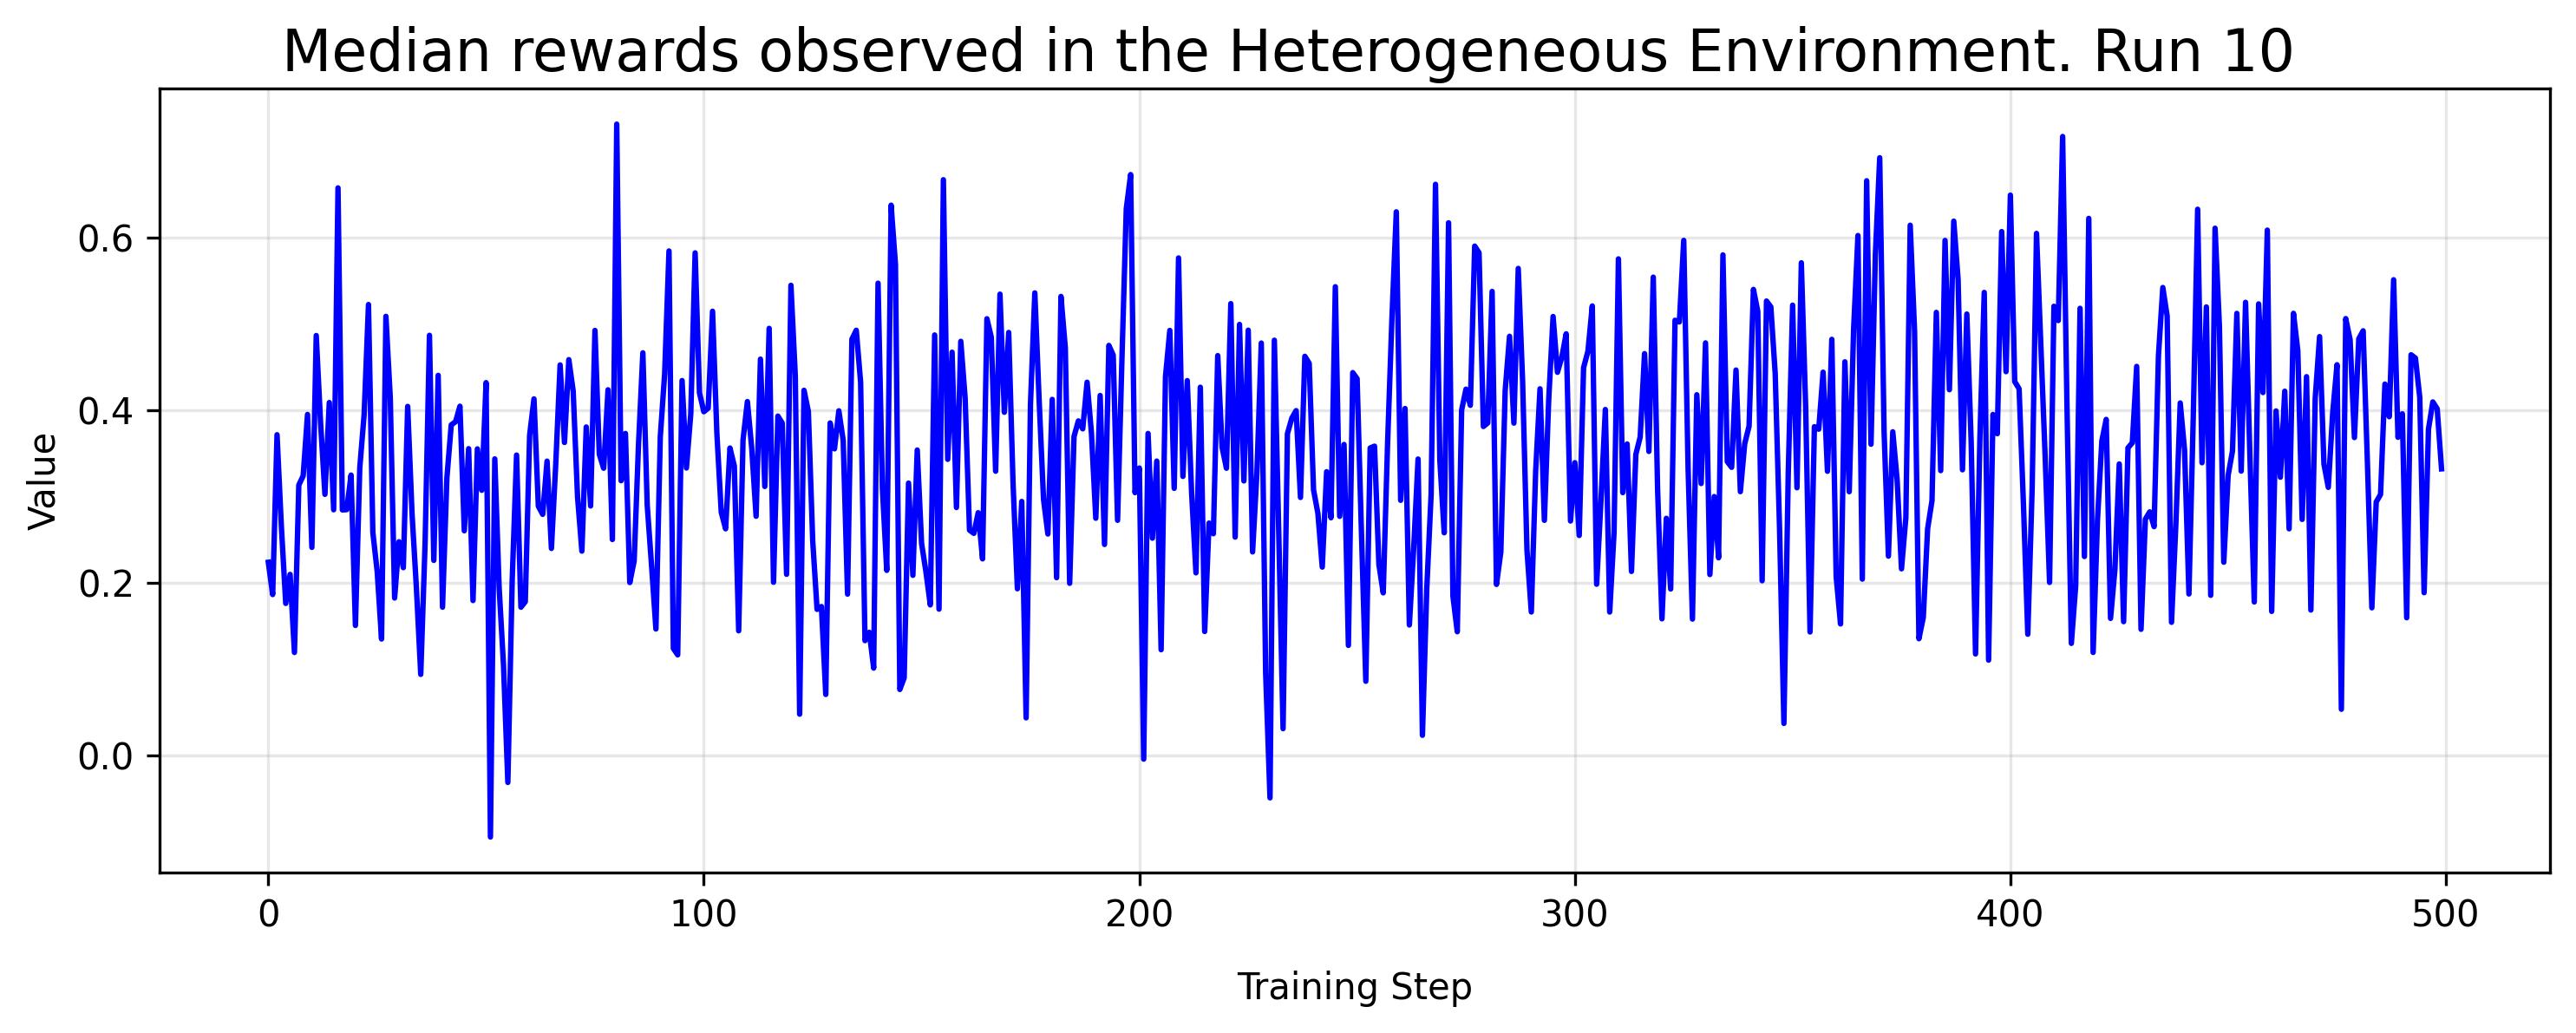 Median rewards observed in the Heterogeneous Environment. Run 10
Value
0.6
0.4
0.2
0.0
0 100 200 300 400 500
Training Step